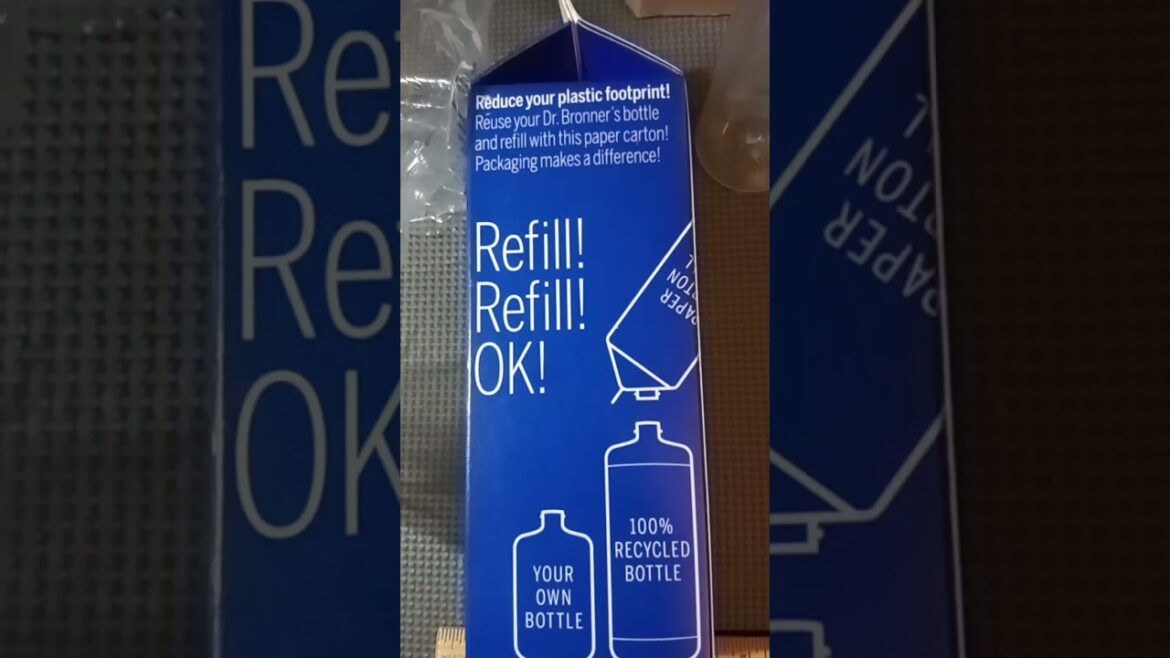 Reduce your plastic footprint!
Reuse your Dr. Bronner's bottle
and refill with this paper carton!
Packaging makes a difference!
Refill!
Refill!
OK!
100%
RECYCLED
BOTTLE
YOUR
OWN
BOTTLE